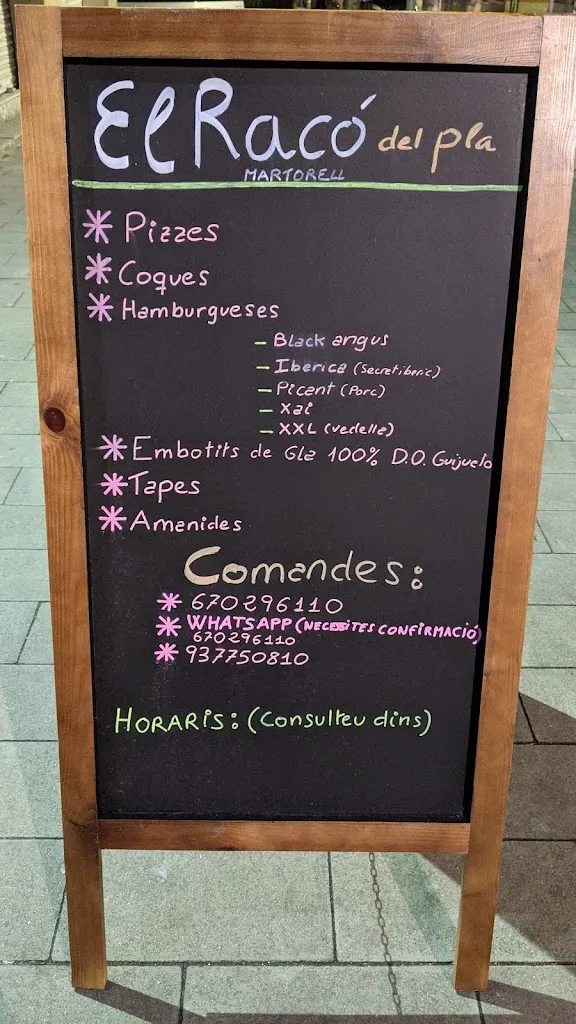 El Racó del pla
MARTORELL
Pizzes
Coques
Hamburgueses
- Black angus
- Iberica (Secret iberic)
- Picant (Porc)
- Xai
- XXL (vedella)
Embotits de Gla 100% D.O. Guijuelo
Tapes
Amanides
Comandes:
670296110
WHATSAPP (NECESSITES CONFIRMACIÓ)
670296110
937750810
HORARIS: (Consulteu dins)